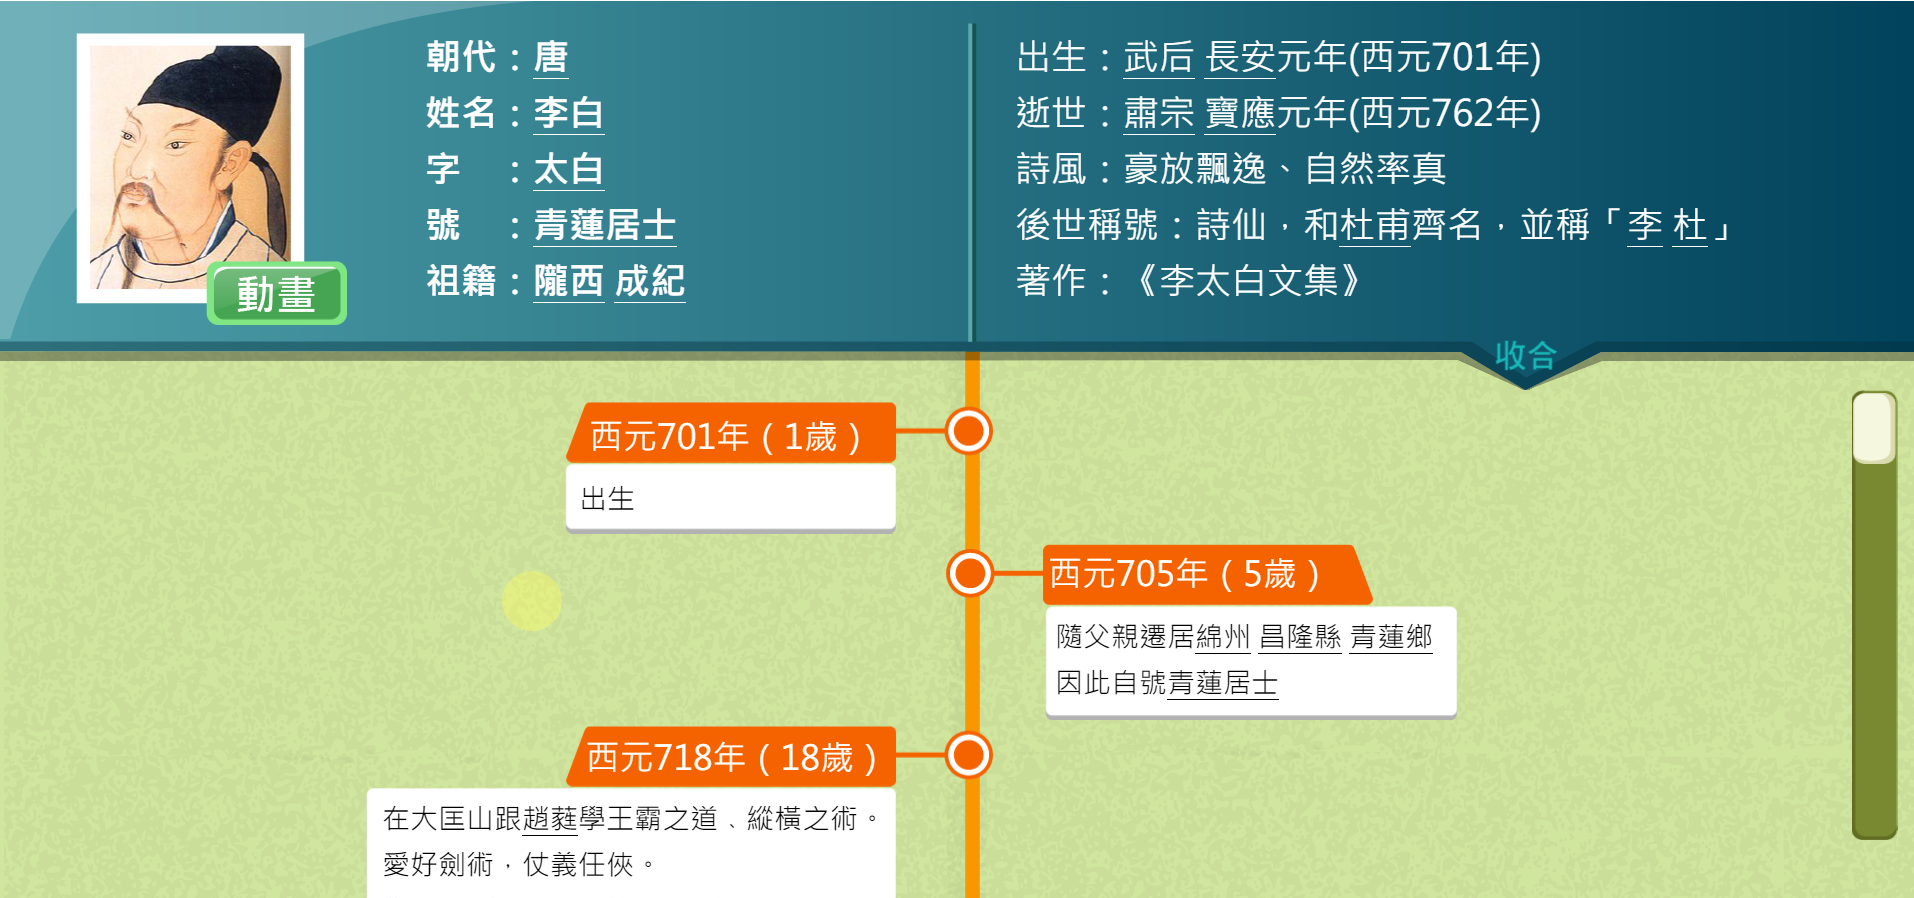 朝代：唐
姓名：李白
字　：太白
號　：青蓮居士
祖籍：隴西 成紀
動畫
出生：武后 長安元年(西元701年)
逝世：肅宗 寶應元年(西元762年)
詩風：豪放飄逸、自然率真
後世稱號：詩仙，和杜甫齊名，並稱「李 杜」
著作：《李太白文集》
收合
西元701年（1歲）
出生
西元705年（5歲）
隨父親遷居綿州 昌隆縣 青蓮鄉
因此自號青蓮居士
西元718年（18歲）
在大匡山跟趙蕤學王霸之道、縱橫之術。
愛好劍術，仗義任俠。